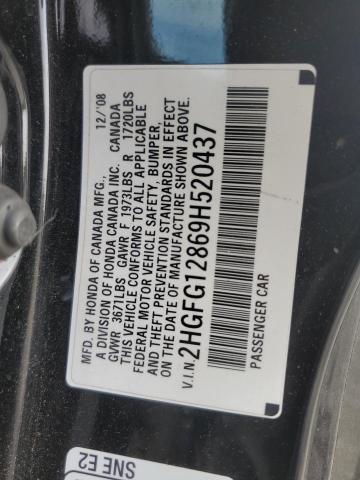 MFD. BY HONDA OF CANADA MFG., 12/'08
A DIVISION OF HONDA CANADA INC. CANADA
GVWR 3671LBS GAWR F 1973LBS R 1720LBS
THIS VEHICLE CONFORMS TO ALL APPLICABLE
FEDERAL MOTOR VEHICLE SAFETY, BUMPER,
AND THEFT PREVENTION STANDARDS IN EFFECT
ON THE DATE OF MANUFACTURE SHOWN ABOVE.
V.I.N. 2HGFG12869H520437
PASSENGER CAR
SNE E2